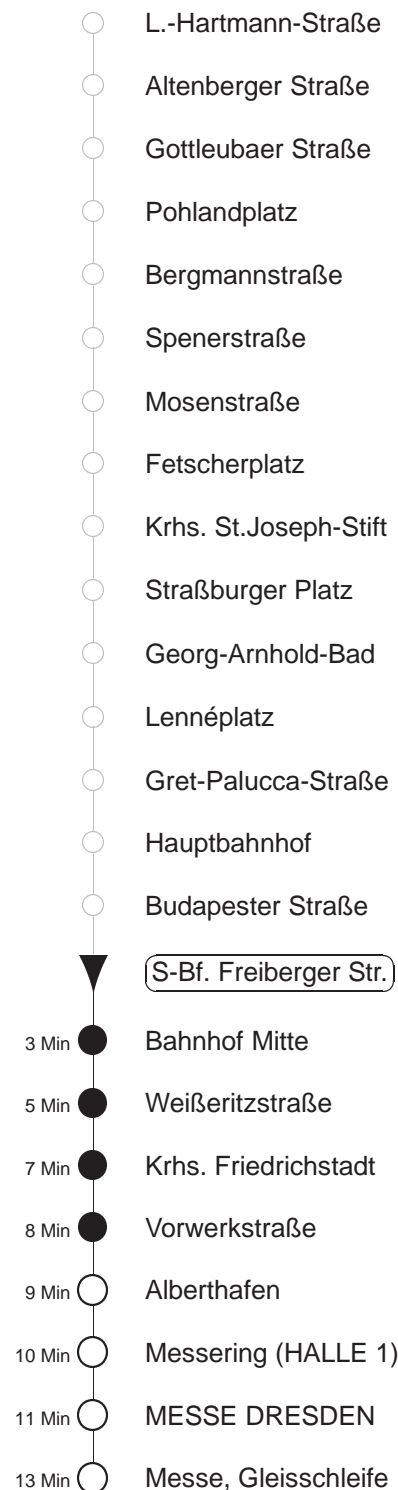 L.-Hartmann-Straße
Altenberger Straße
Gottleubaer Straße
Pohlandplatz
Bergmannstraße
Spenerstraße
Mosenstraße
Fetscherplatz
Krhs. St.Joseph-Stift
Straßburger Platz
Georg-Arnhold-Bad
Lennéplatz
Gret-Palucca-Straße
Hauptbahnhof
Budapester Straße
S-Bf. Freiberger Str.
3 Min Bahnhof Mitte
5 Min Weißeritzstraße
7 Min Krhs. Friedrichstadt
8 Min Vorwerkstraße
9 Min Alberthafen
10 Min Messering (HALLE 1)
11 Min MESSE DRESDEN
13 Min Messe, Gleisschleife